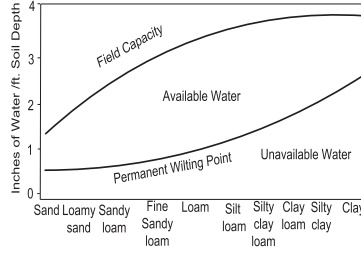 Inches of Water /ft. Soil Depth
4
3
2
1
0
Field Capacity
Available Water
Permanent Wilting Point
Unavailable Water
Sand
Loamy
sand
Sandy
loam
Fine
Sandy
loam
Loam
Silt
loam
Silty
clay
loam
Clay
loam
Silty
clay
Clay